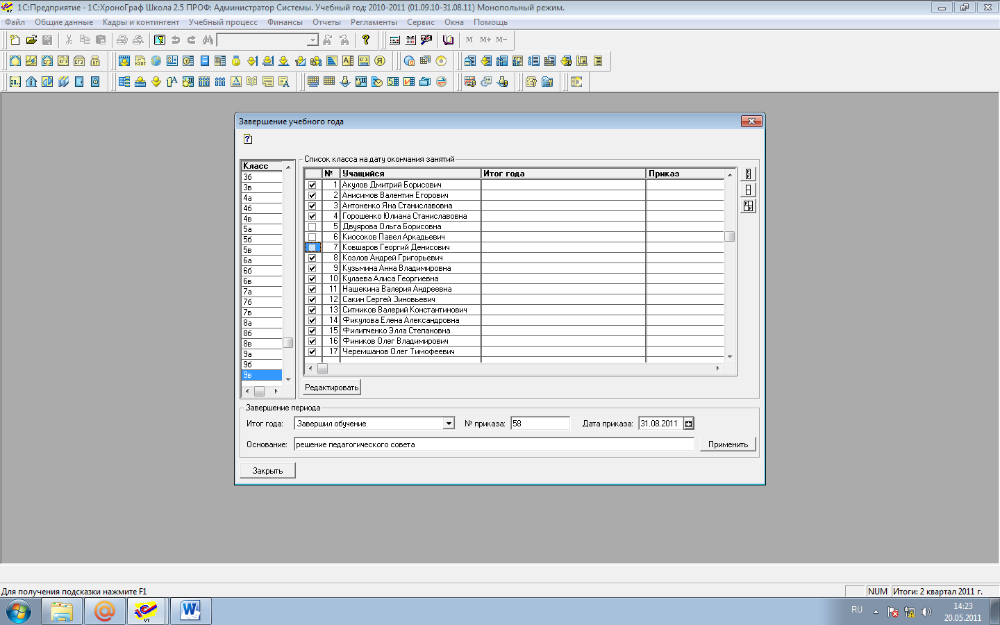 1С:Предприятие - 1С:ХроноГраф Школа 2.5 ПРОФ: Администратор Системы. Учебный год: 2010-2011 (01.09.10-31.08.11) Монопольный режим.
Файл Общие данные Кадры и контингент Учебный процесс Финансы Отчеты Регламенты Сервис Окна Помощь
M M+ M-
Завершение учебного года
Класс
3б
3в
4а
4б
4в
5а
5б
5в
6а
6б
6в
7а
7б
7в
8а
8б
8в
9а
9б
9в
Список класса на дату окончания занятий
№ Учащийся Итог года Приказ
1 Акулов Дмитрий Борисович
2 Анисимов Валентин Егорович
3 Антоненко Яна Станиславовна
4 Горошенко Юлиана Станиславовна
5 Двуярова Ольга Борисовна
6 Киосоков Павел Аркадьевич
7 Ковшаров Георгий Денисович
8 Козлов Андрей Григорьевич
9 Кузьмина Анна Владимировна
10 Кулаева Алиса Георгиевна
11 Нащекина Валерия Андреевна
12 Сакин Сергей Зиновьевич
13 Ситников Валерий Константинович
14 Фикулова Елена Александровна
15 Филипченко Элла Степановна
16 Фиников Олег Владимирович
17 Черемшанов Олег Тимофеевич
Редактировать
Завершение периода
Итог года: Завершил обучение № приказа: 58 Дата приказа: 31.08.2011
Основание: решение педагогического совета Применить
Закрыть
Для получения подсказки нажмите F1 NUM Итоги: 2 квартал 2011 г.
RU 14:23
20.05.2011